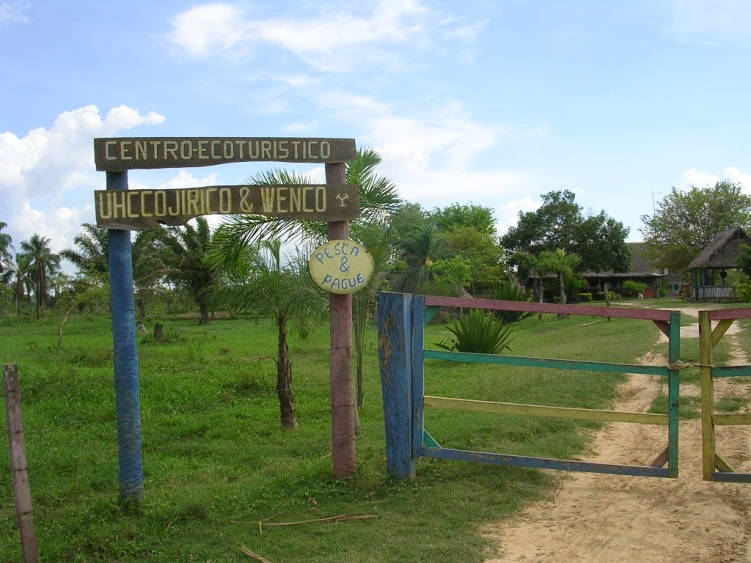 CENTRO-ECOTURISTICO
UHCCOJIRICO & WENCO
PESCA
&
PAGUE